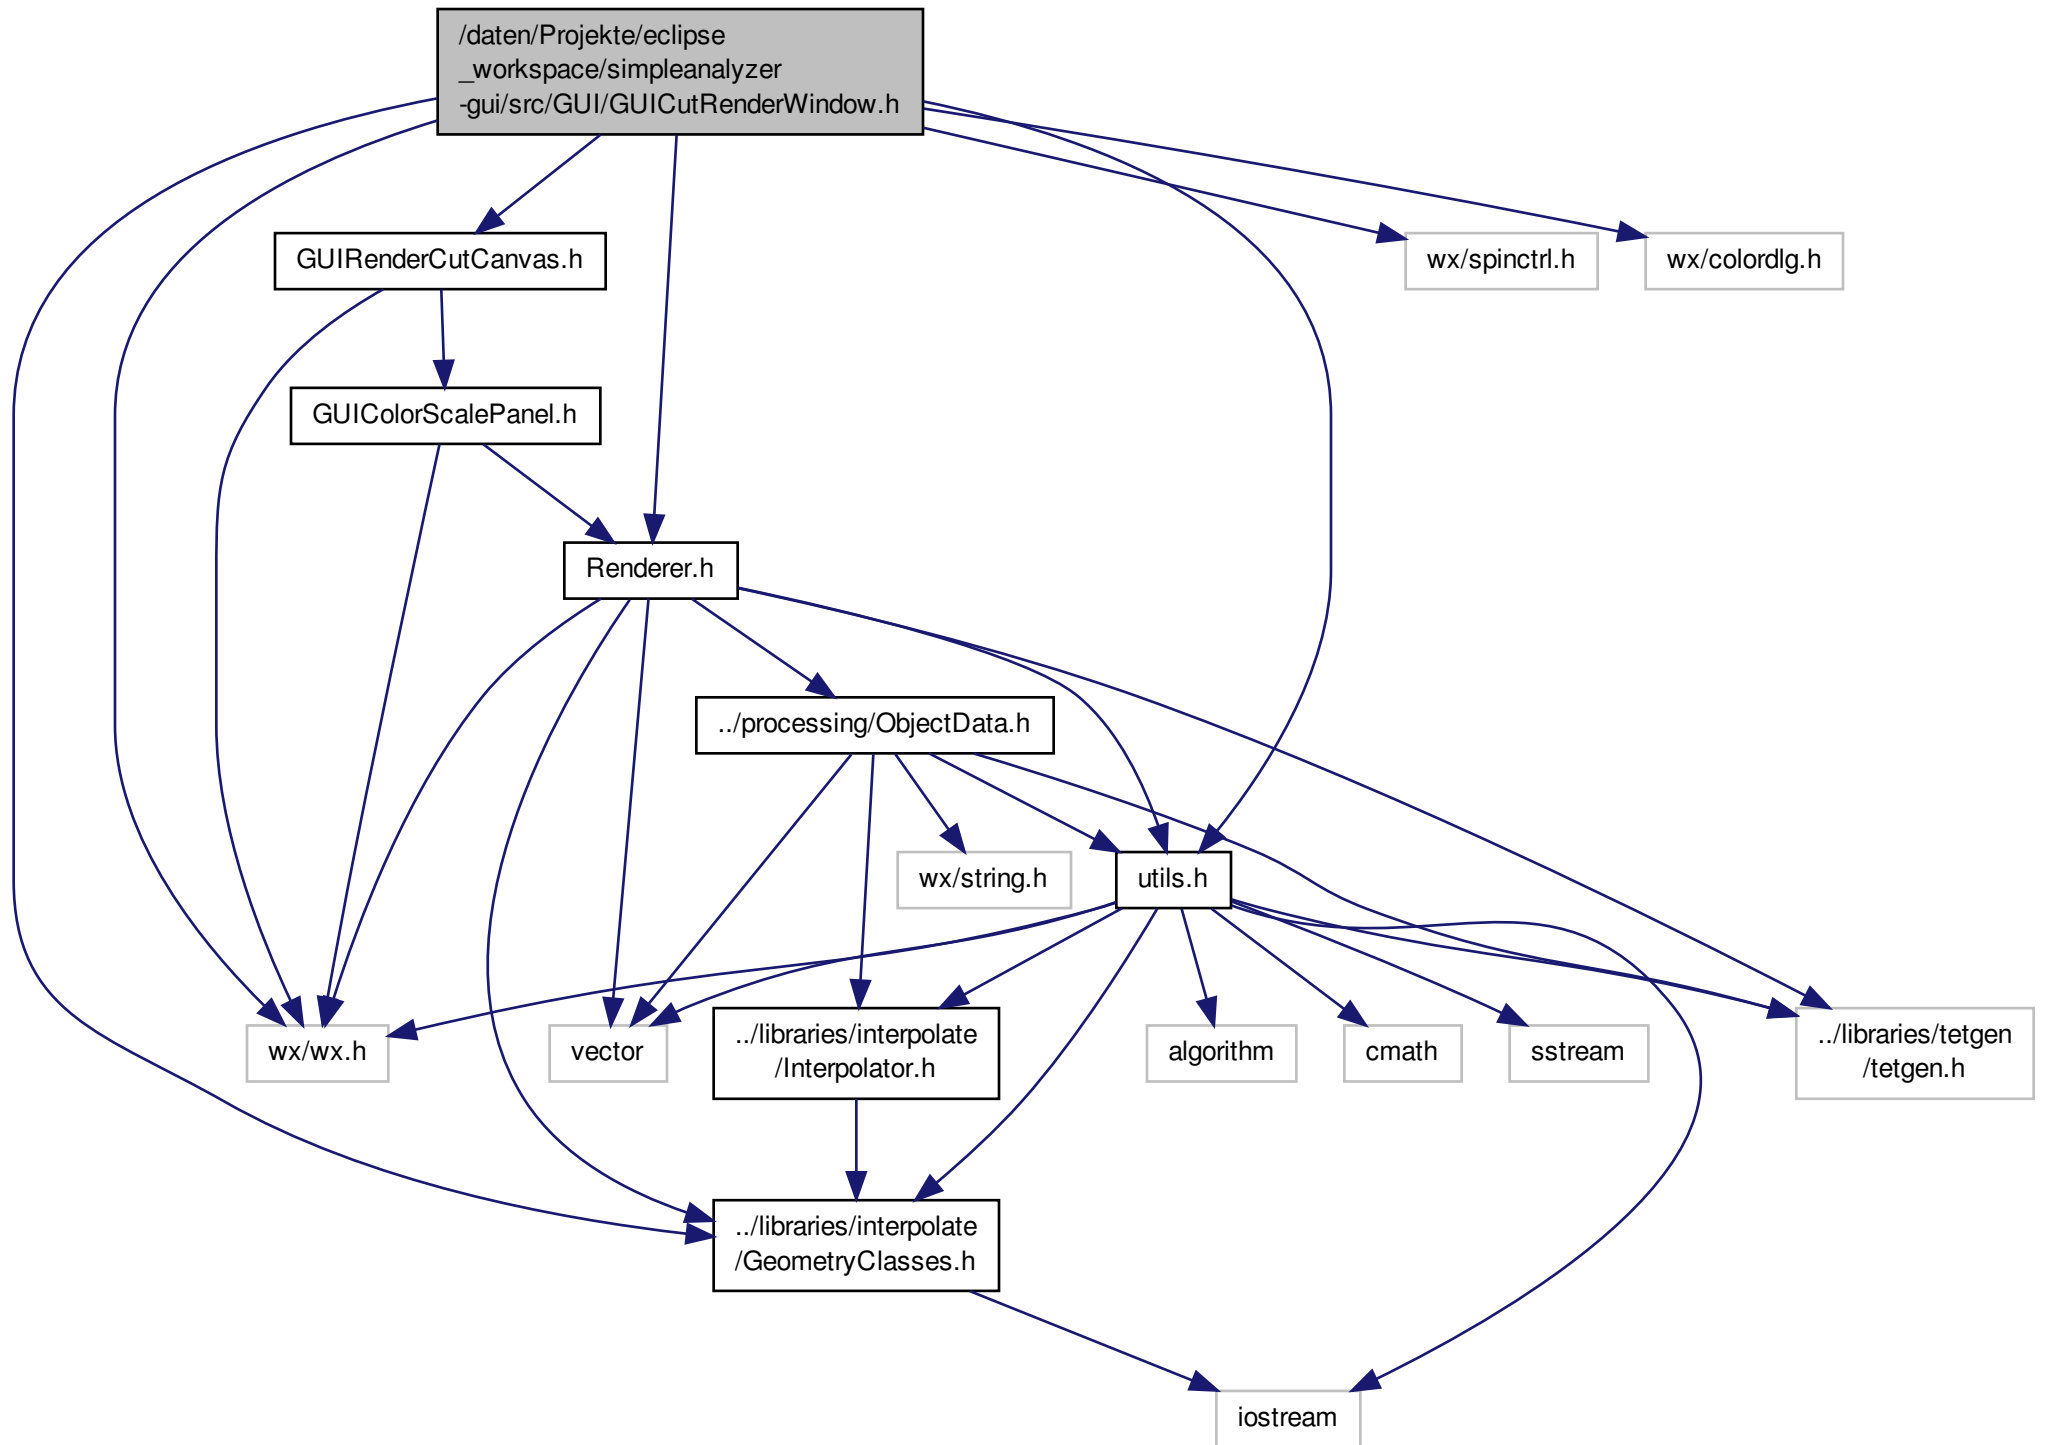 /daten/Projekte/eclipse
_workspace/simpleanalyzer
-gui/src/GUI/GUICutRenderWindow.h
GUIRenderCutCanvas.h
wx/spinctrl.h
wx/colordlg.h
GUIColorScalePanel.h
Renderer.h
../processing/ObjectData.h
wx/string.h
utils.h
wx/wx.h
vector
../libraries/interpolate
/Interpolator.h
algorithm
cmath
sstream
../libraries/tetgen
/tetgen.h
../libraries/interpolate
/GeometryClasses.h
iostream